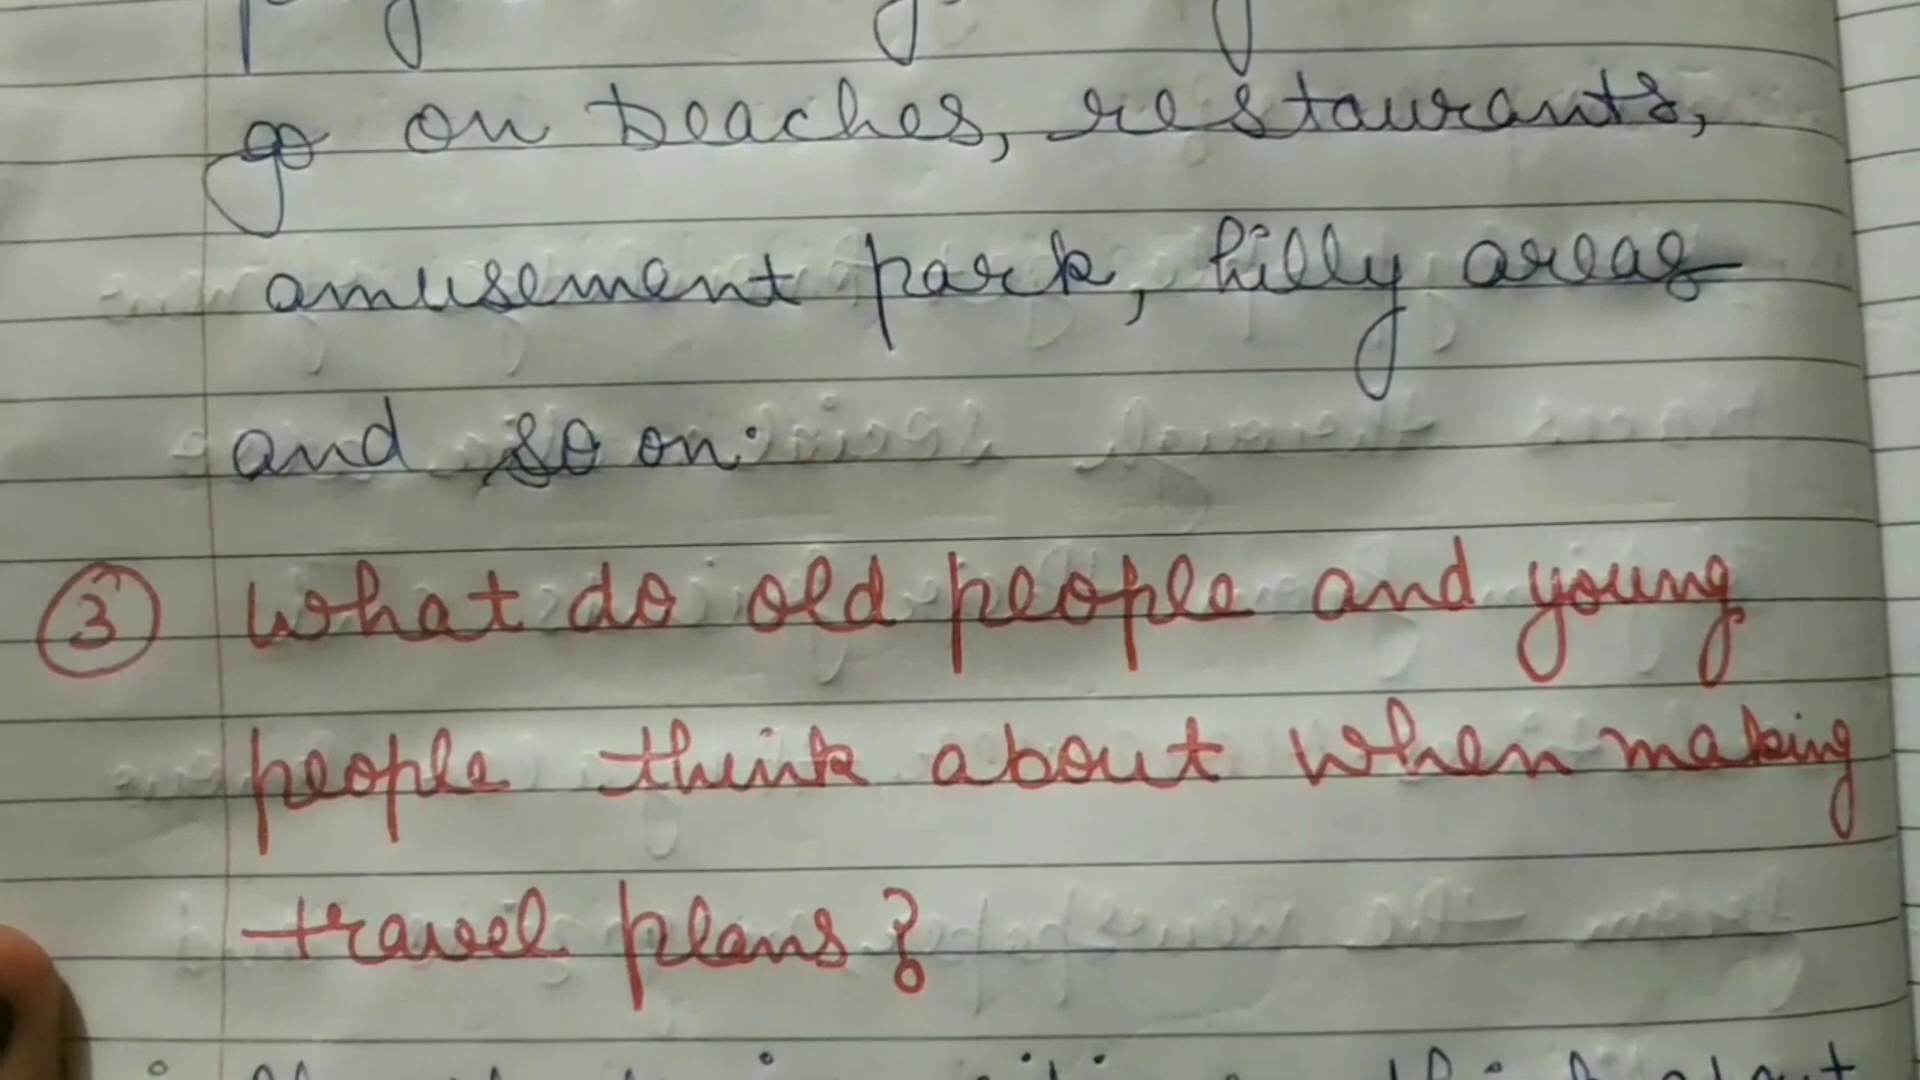 go on beaches, restaurants,
amusement park, hilly areas
and so on.
3 What do old people and young
people think about when making
travel plans?